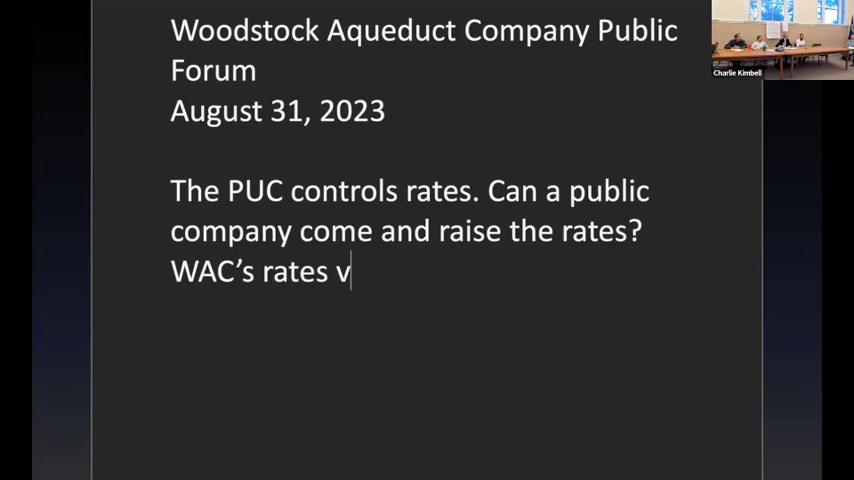 Woodstock Aqueduct Company Public
Forum
August 31, 2023
The PUC controls rates. Can a public
company come and raise the rates?
WAC’s rates v
Charlie Kimbell